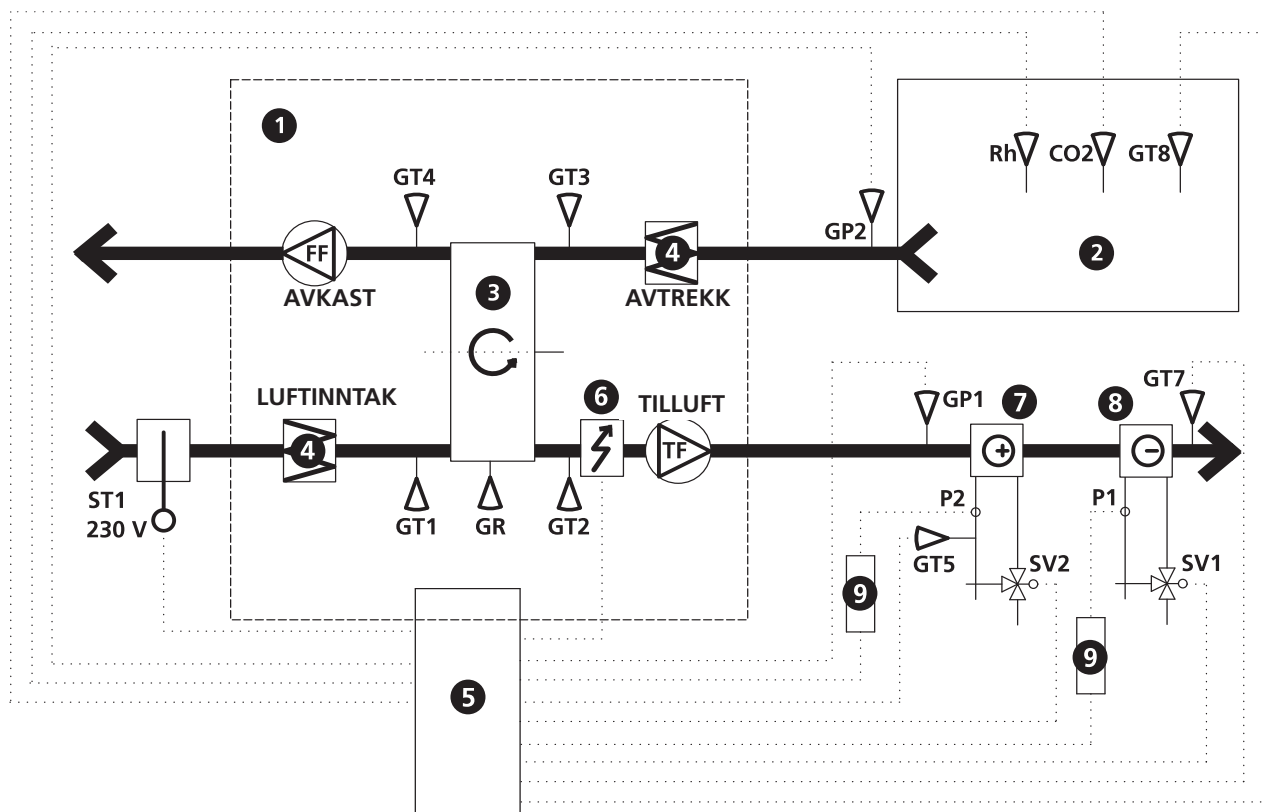 1
Rh
CO2
GT8
GT4
GT3
GP2
FF
4
2
AVKAST
3
AVTREKK
LUFTINNTAK
6
TILLUFT
GP1
7
8
GT7
4
TF
ST1
230 V
GT1
GR
GT2
P2
P1
GT5
SV2
SV1
9
9
5